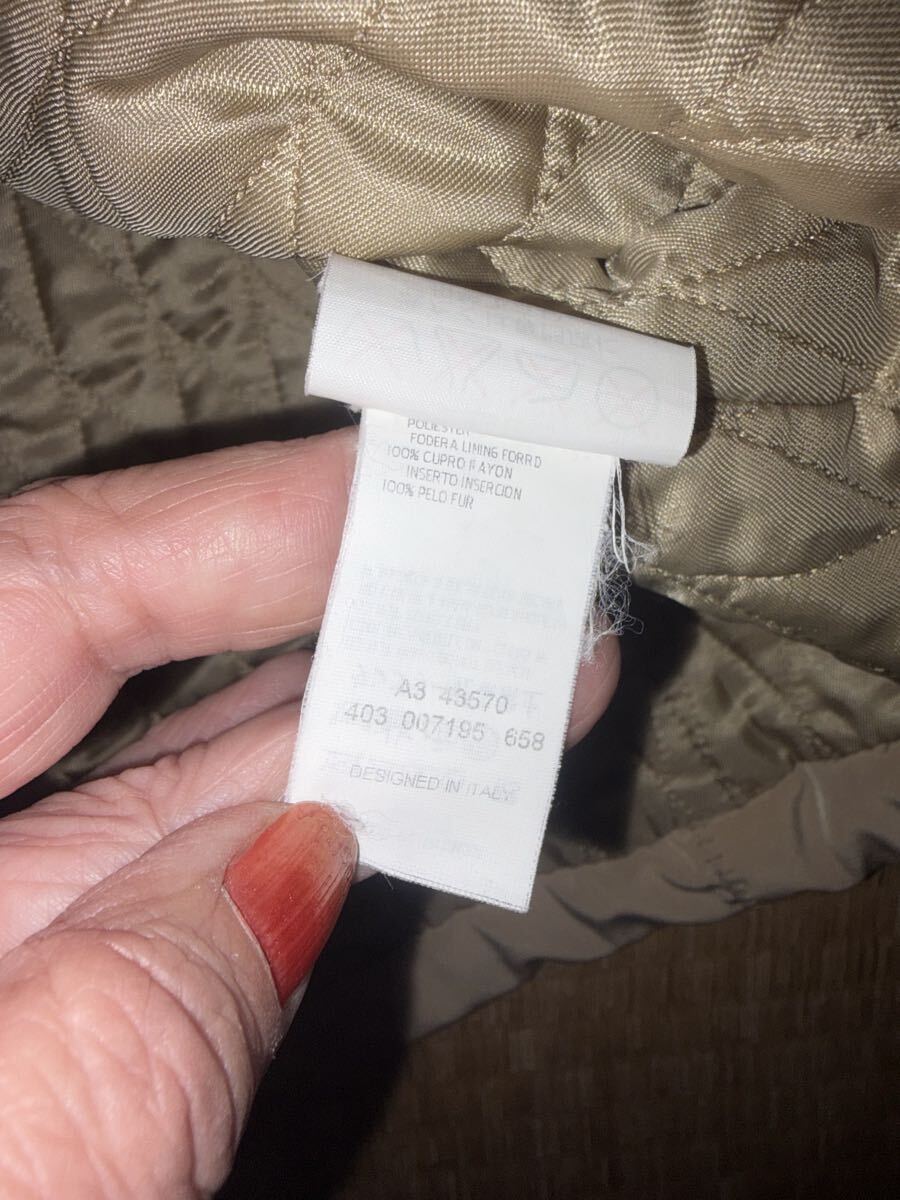 POLIESTER
FODERA LINING FORRO
100% CUPRO RAYON
INSERTO INSERCION
100% PELO FUR
A3 43570
403 007195 658
DESIGNED IN ITALY